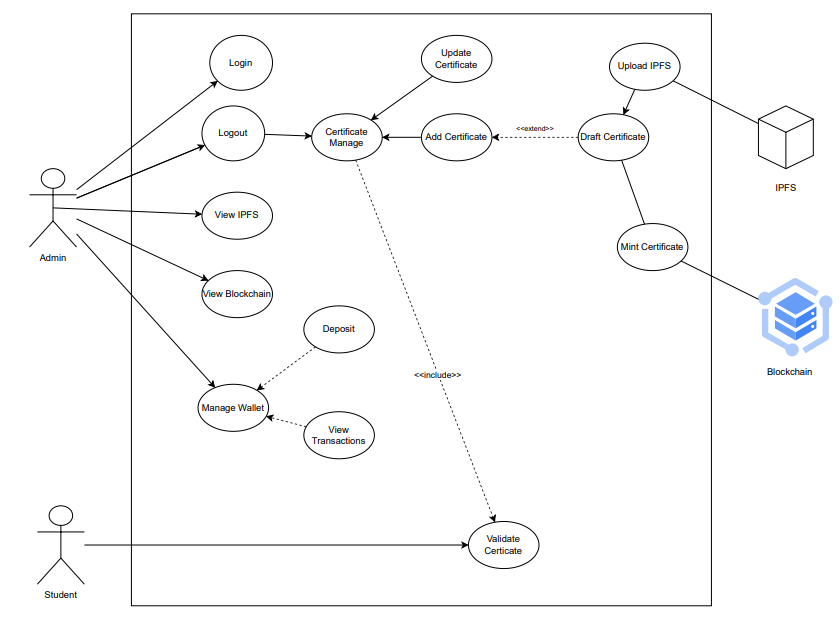 Update
Certificate
Login
Upload IPFS
Logout
Certificate
Manage
Add Certificate
<<extend>>
Draft Certificate
IPFS
View IPFS
Admin
Mint Certificate
View Blockchain
Deposit
Blockchain
<<include>>
Manage Wallet
View
Transactions
Validate
Certicate
Student